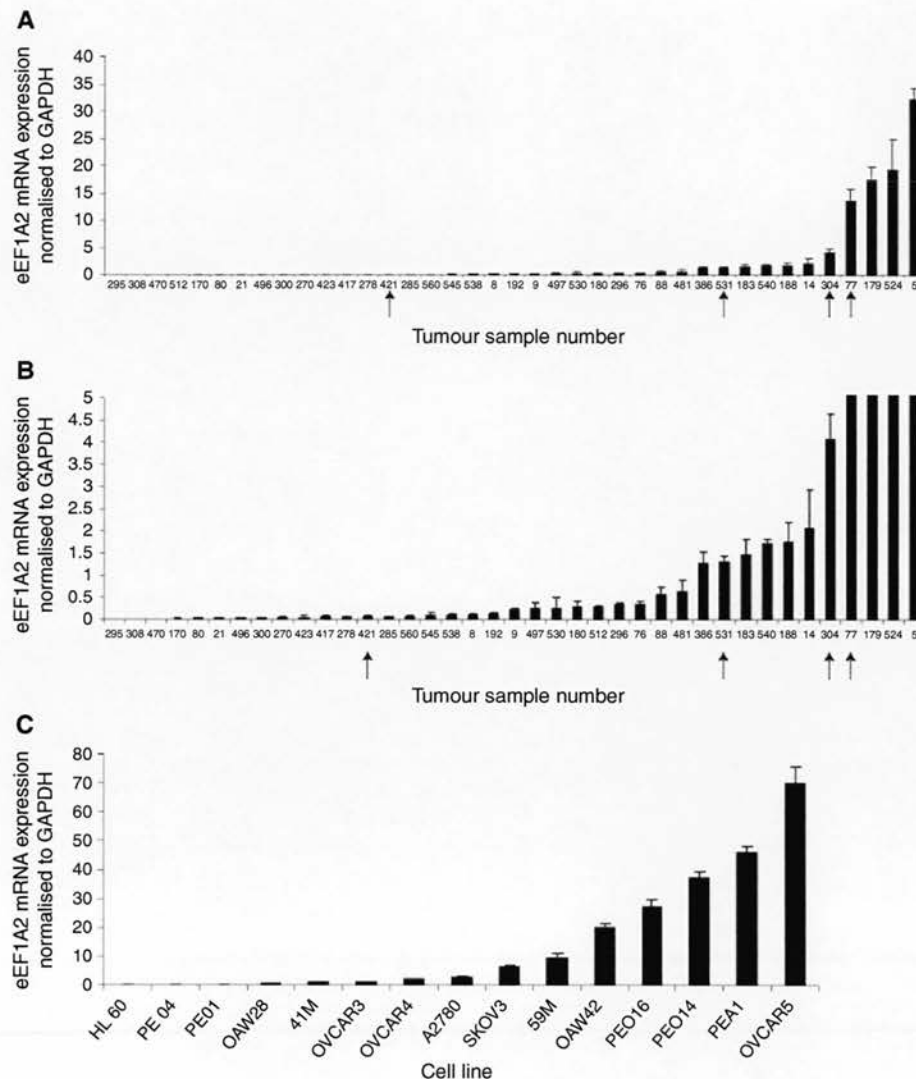 A
eEF1A2 mRNA expression
normalised to GAPDH
40
35
30
25
20
15
10
5
0
295 308 470 512 170 80 21 496 300 270 423 417 278 421 285 560 545 538 8 192 9 497 530 180 296 76 88 481 386 531 183 540 188 14 304 77 179 524 5
Tumour sample number
B
eEF1A2 mRNA expression
normalised to GAPDH
5
4.5
4
3.5
3
2.5
2
1.5
1
0.5
0
295 308 470 170 80 21 496 300 270 423 417 278 421 285 560 545 538 8 192 9 497 530 180 512 296 76 88 481 386 531 183 540 188 14 304 77 179 524 5
Tumour sample number
C
eEF1A2 mRNA expression
normalised to GAPDH
80
70
60
50
40
30
20
10
0
HL 60 PE 04 PE01 OAW28 41M OVCAR3 OVCAR4 A2780 SKOV3 59M OAW42 PEO16 PEO14 PEA1 OVCAR5
Cell line